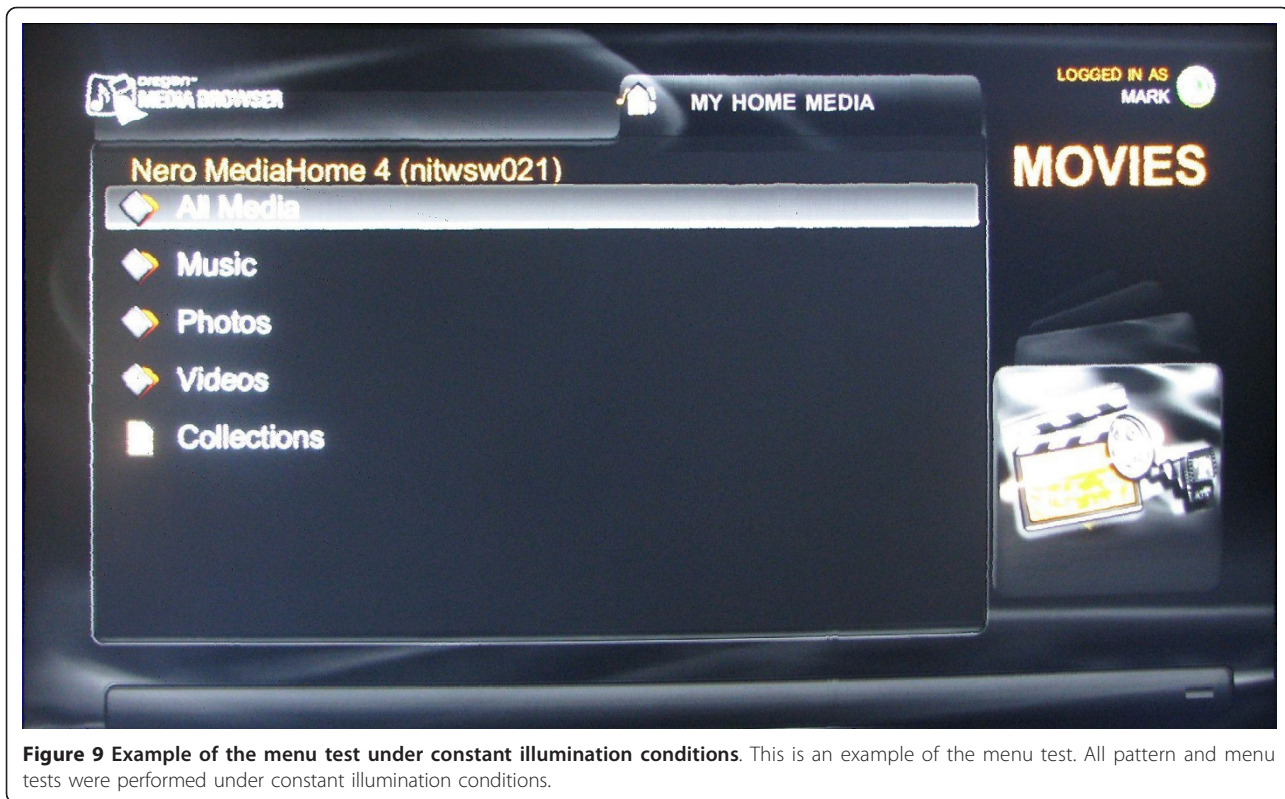 oregan™
MEDIA BROWSER
MY HOME MEDIA
LOGGED IN AS
MARK
Nero MediaHome 4 (nitwsw021)
MOVIES
All Media
Music
Photos
Videos
Collections
Figure 9 Example of the menu test under constant illumination conditions. This is an example of the menu test. All pattern and menu
tests were performed under constant illumination conditions.